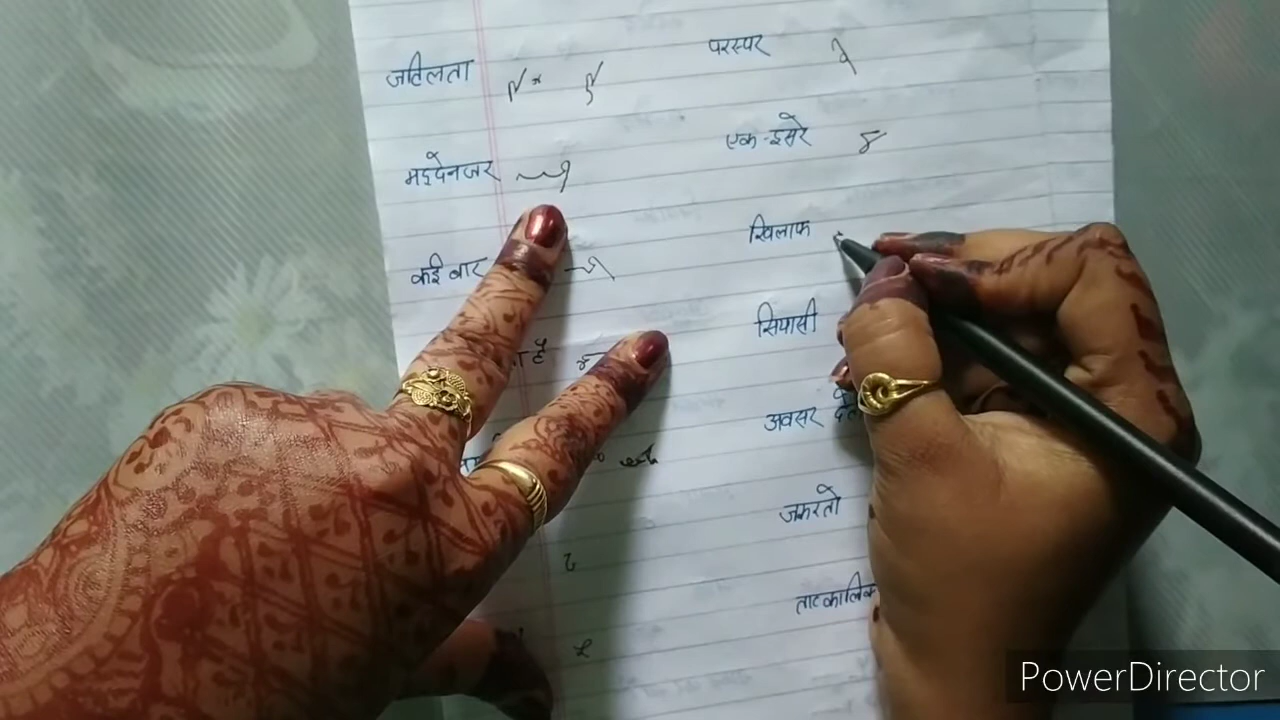 जटिलता
मद्देनजर
कई बार
है
परस्पर
एक-दूसरे
खिलाफ
सियासी
अवसर
जरूरतो
तात्कालिक
PowerDirector